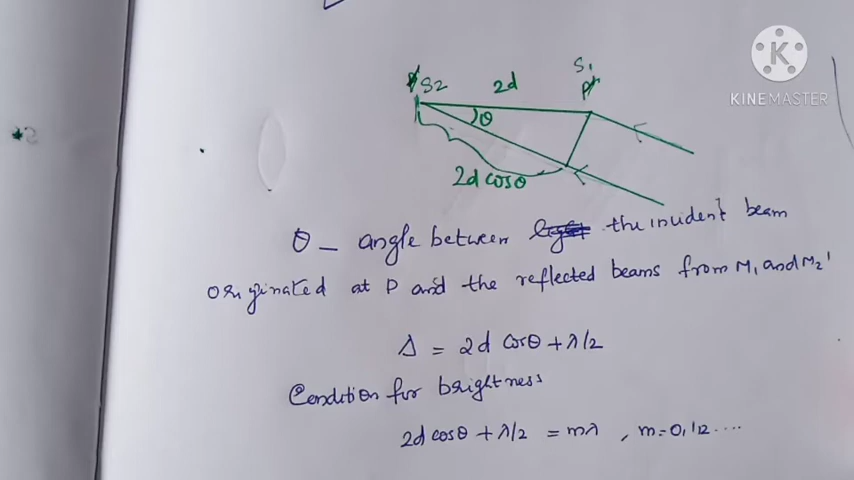 S2 2d S1
θ
KINEMASTER
2d cosθ
θ – angle between the incident beam
originated at P and the reflected beams from M1 and M2'
Δ = 2d cosθ + λ/2
Condition for brightness
2d cosθ + λ/2 = mλ , m=0,1,2....